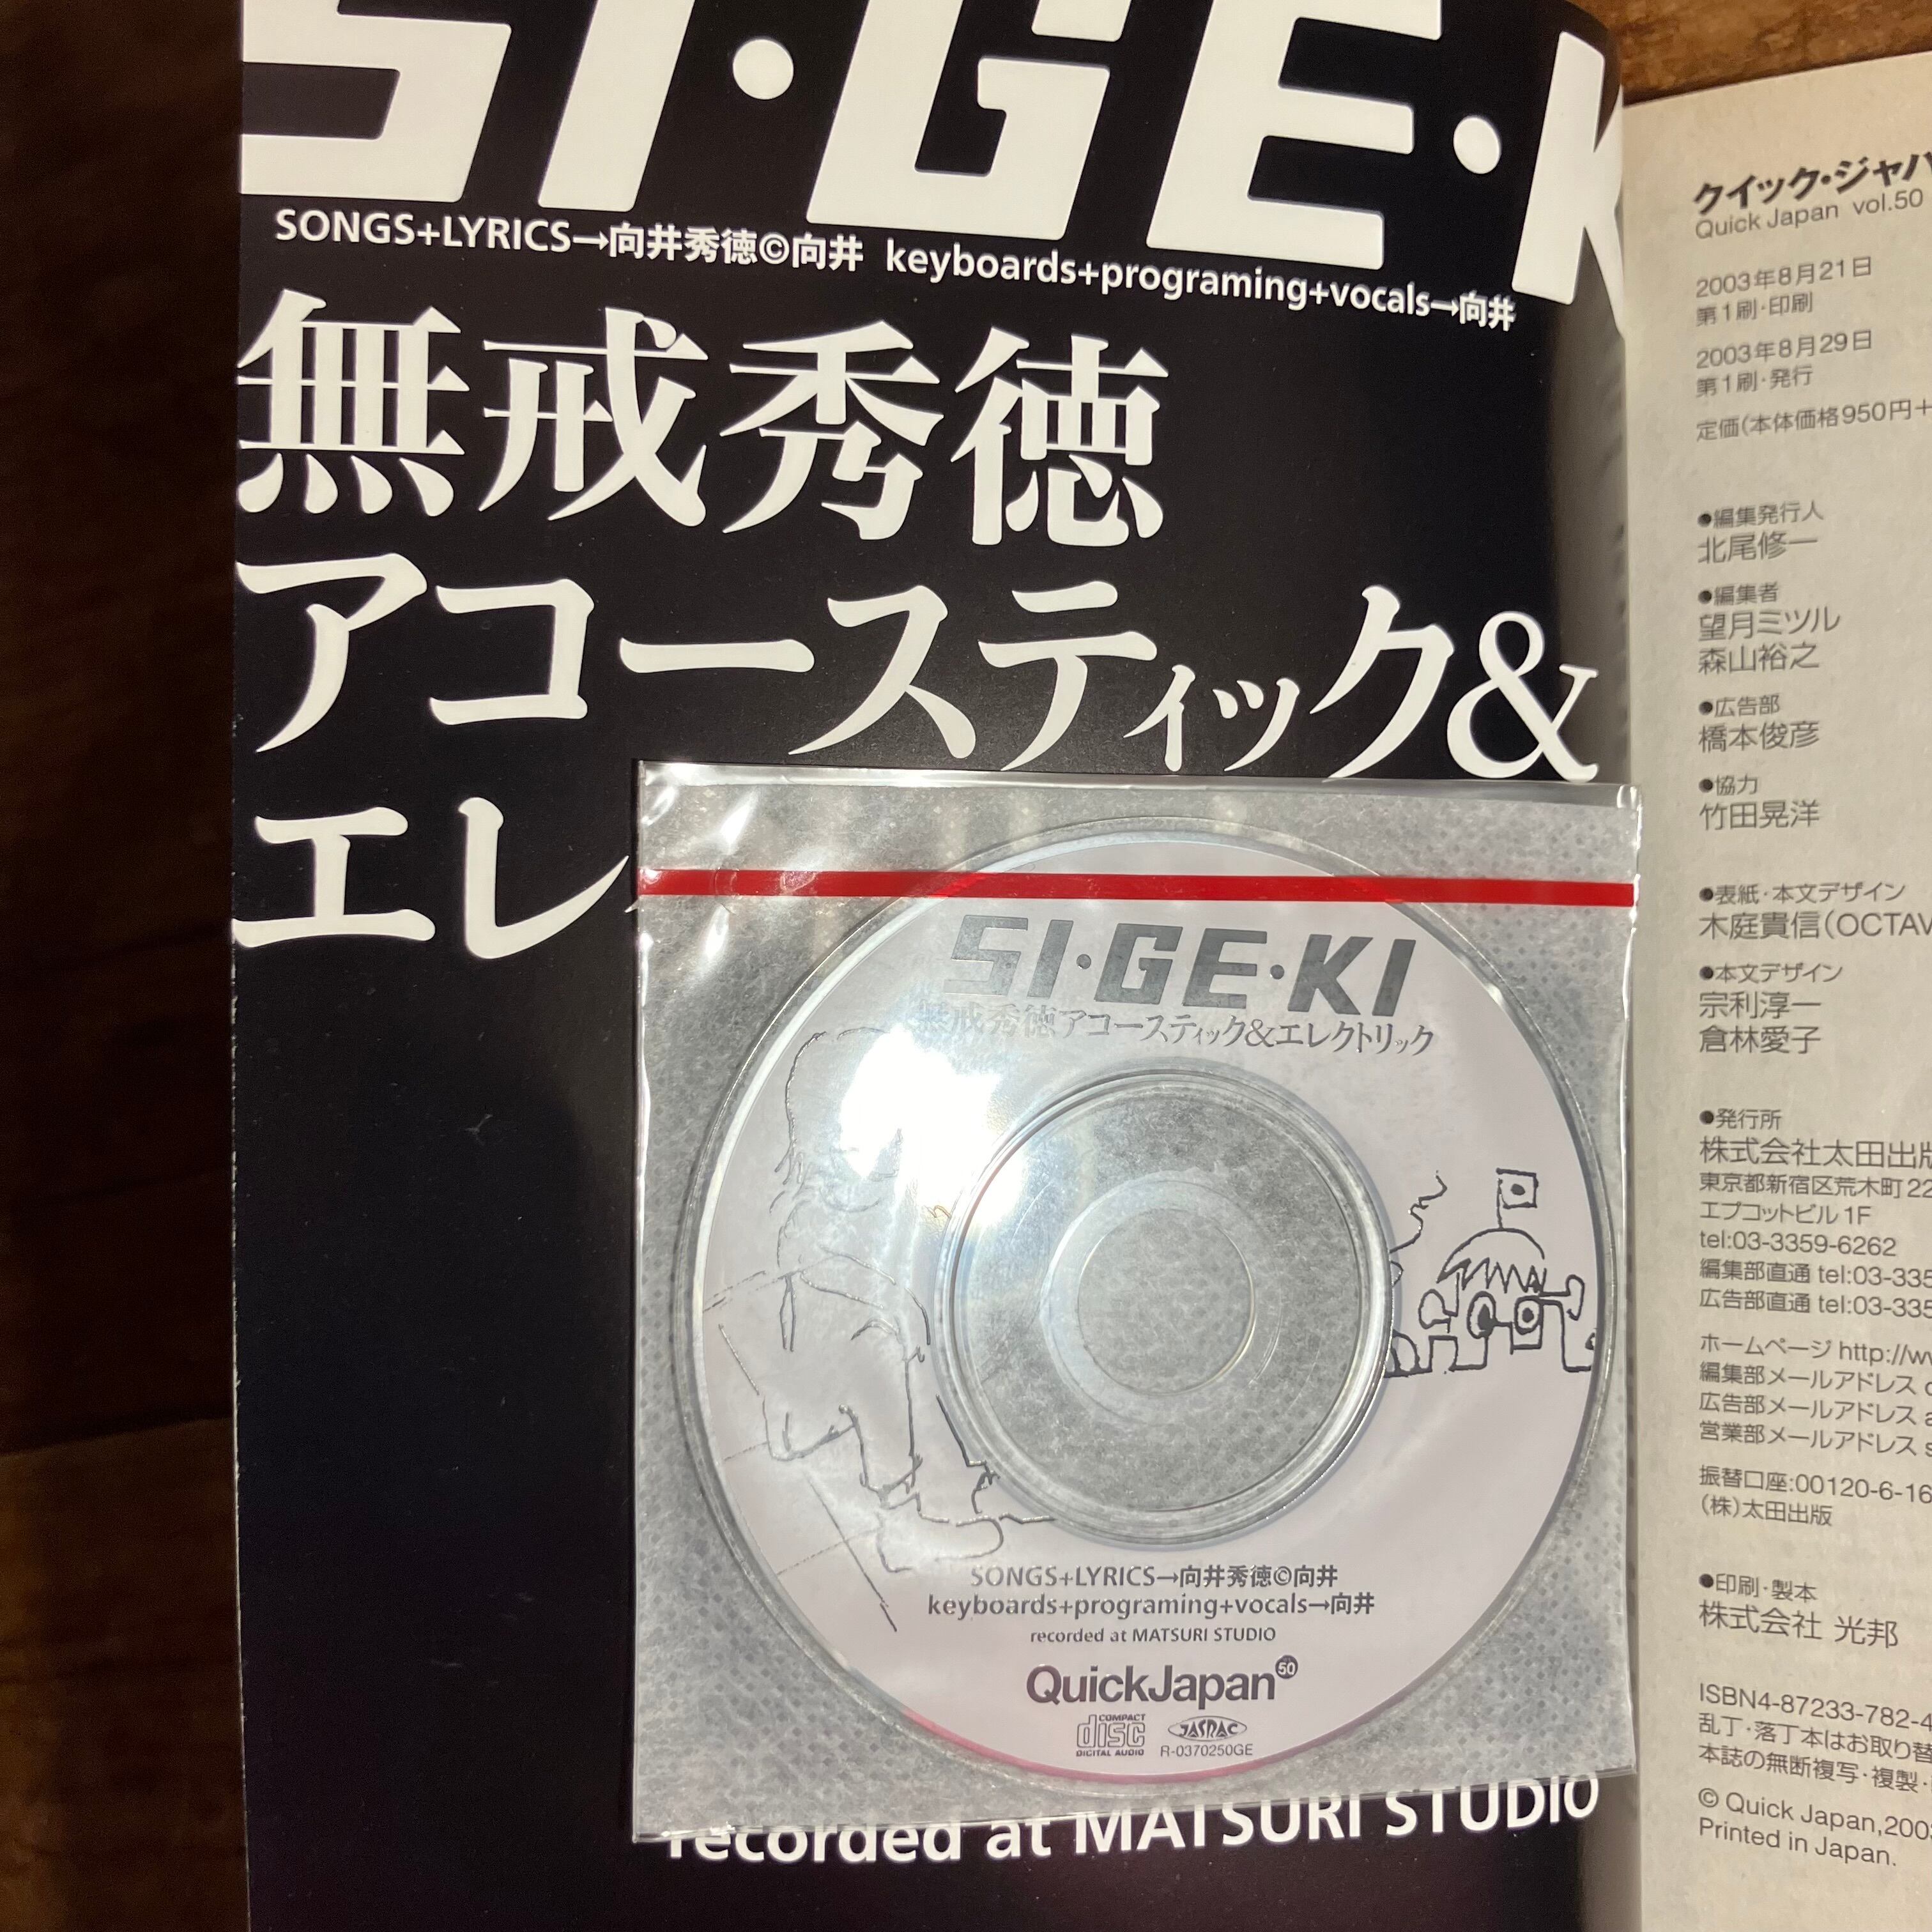 SI・GE・K
SONGS+LYRICS→向井秀徳©向井 keyboards+programing+vocals→向井
無戒秀徳
アコースティック&
エレ
SI・GE・KI
無戒秀徳アコースティック&エレクトリック
SONGS+LYRICS→向井秀徳©向井
keyboards+programing+vocals→向井
recorded at MATSURI STUDIO
QuickJapan 50
COMPACT
disc
DIGITAL AUDIO
JASRAC
R-0370250GE
recorded at MATSURI STUDIO
クイック・ジャパ
Quick Japan vol.50
2003年8月21日
第1刷・印刷
2003年8月29日
第1刷・発行
定価(本体価格950円+
●編集発行人
北尾修一
●編集者
望月ミツル
森山裕之
●広告部
橋本俊彦
●協力
竹田晃洋
●表紙・本文デザイン
木庭貴信(OCTAV
●本文デザイン
宗利淳一
倉林愛子
●発行所
株式会社太田出版
東京都新宿区荒木町22
エプコットビル1F
tel:03-3359-6262
編集部直通 tel:03-335
広告部直通 tel:03-335
ホームページ http://w
編集部メールアドレス
広告部メールアドレス
営業部メールアドレス
振替口座:00120-6-16
(株)太田出版
●印刷・製本
株式会社 光邦
ISBN4-87233-782-4
乱丁・落丁本はお取り替
本誌の無断複写・複製・
© Quick Japan,200
Printed in Japan.